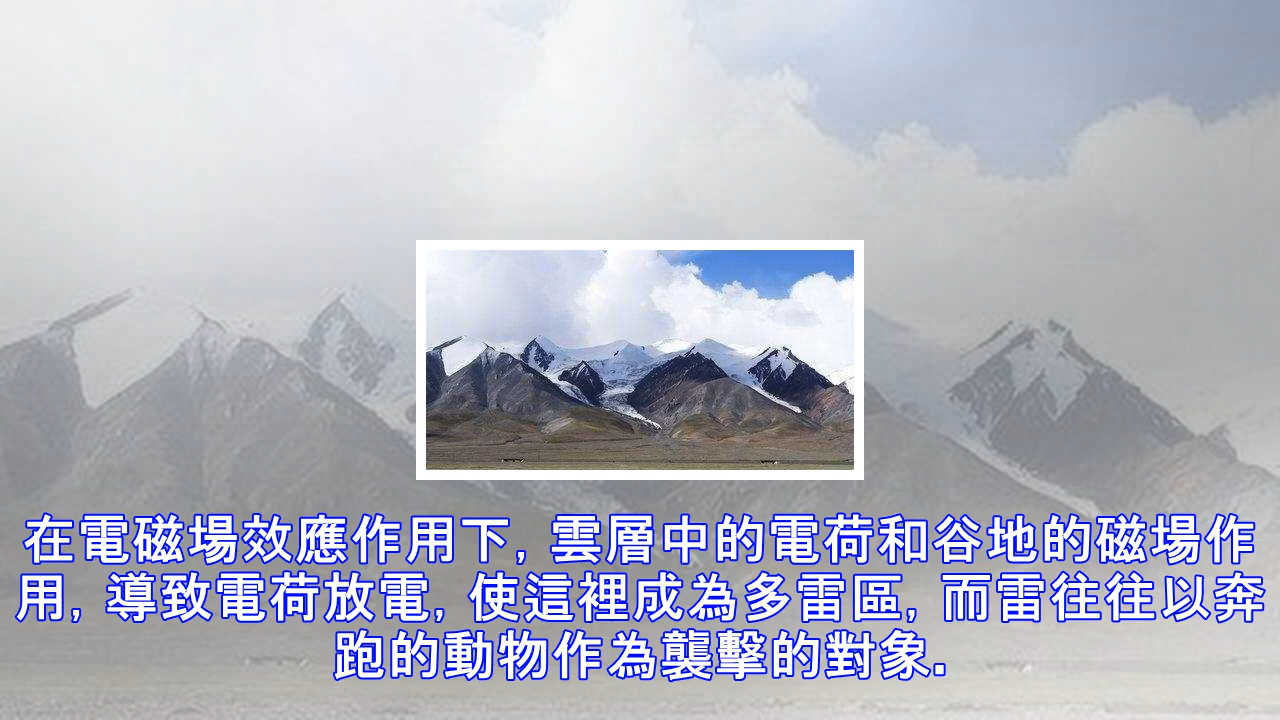 在電磁場效應作用下, 雲層中的電荷和谷地的磁場作
用, 導致電荷放電, 使這裡成為多雷區, 而雷往往以奔
跑的動物作為襲擊的對象.